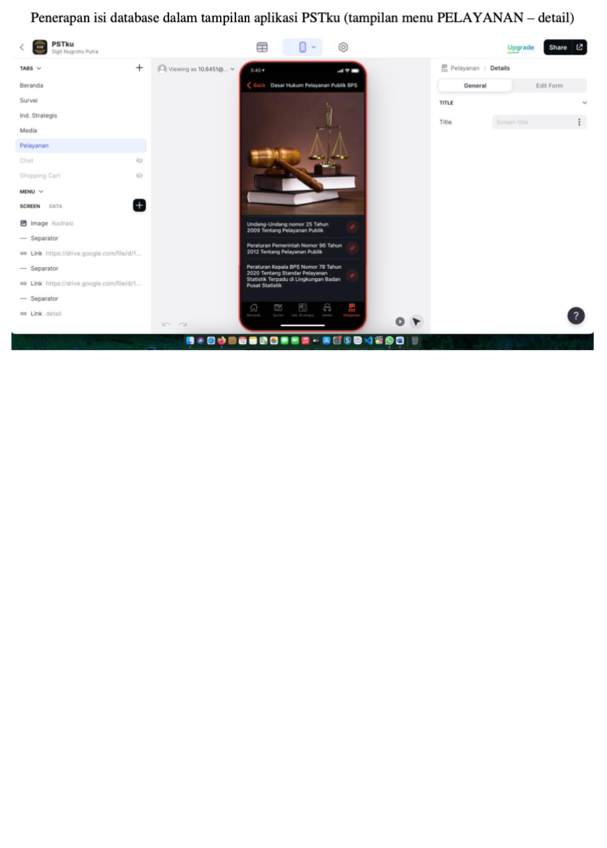 Penerapan isi database dalam tampilan aplikasi PSTku (tampilan menu PELAYANAN – detail)
PSTku
Sigit Nugroho Putra
Upgrade
Share
TABS
Beranda
Survei
Ind. Strategis
Media
Pelayanan
Chat
Shopping Cart
MENU
SCREEN DATA
Image Ilustrasi
Separator
Link https://drive.google.com/file/d/1...
Separator
Link https://drive.google.com/file/d/1...
Separator
Link detail
Viewing as 10.6451@...
5:40
Back Dasar Hukum Pelayanan Publik BPS
Undang-Undang nomor 25 Tahun
2009 Tentang Pelayanan Publik
Peraturan Pemerintah Nomor 96 Tahun
2012 Tentang Pelayanan Publik
Peraturan Kepala BPS Nomor 78 Tahun
2020 Tentang Standar Pelayanan
Statistik Terpadu di Lingkungan Badan
Pusat Statistik
Beranda Survei Ind. Strategis Media Pelayanan
Pelayanan > Details
General Edit Form
TITLE
Title Screen title
?